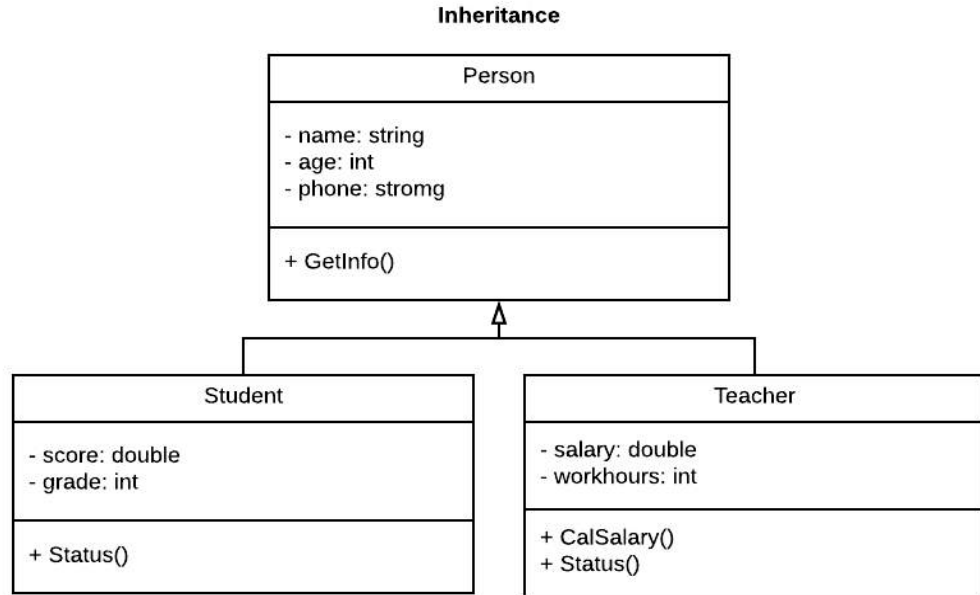 Inheritance
Person
- name: string
- age: int
- phone: stromg
+ GetInfo()
Student
- score: double
- grade: int
+ Status()
Teacher
- salary: double
- workhours: int
+ CalSalary()
+ Status()